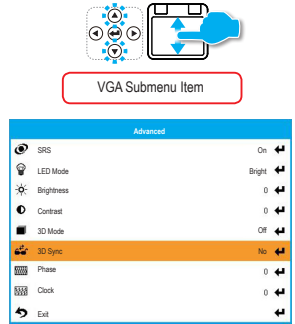 VGA Submenu Item
Advanced
SRS On
LED Mode Bright
Brightness 0
Contrast 0
3D Mode Off
3D Sync No
Phase 0
Clock 0
Exit